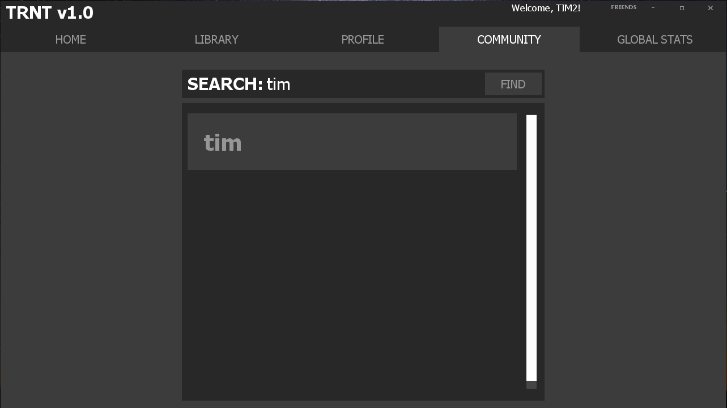 TRNT v1.0
Welcome, TIM2!
FRIENDS
HOME
LIBRARY
PROFILE
COMMUNITY
GLOBAL STATS
SEARCH: tim
FIND
tim